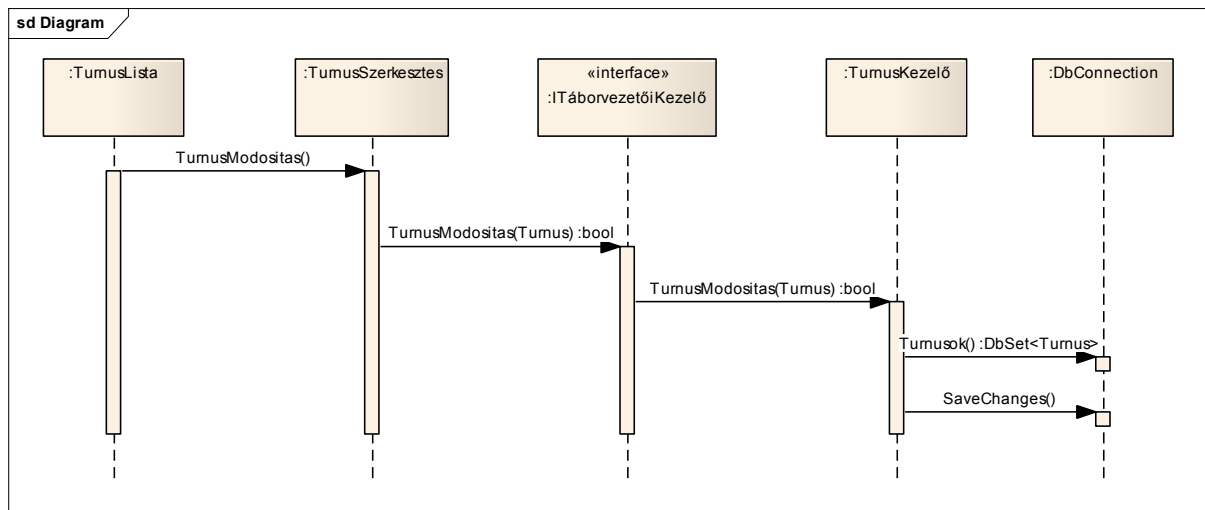 sd Diagram
:TurnusLista
:TurnusSzerkesztes
«interface»
:ITáborvezetőiKezelő
:TurnusKezelő
:DbConnection
TurnusModositas()
TurnusModositas(Turnus) :bool
TurnusModositas(Turnus) :bool
Turnusok() :DbSet<Turnus>
SaveChanges()